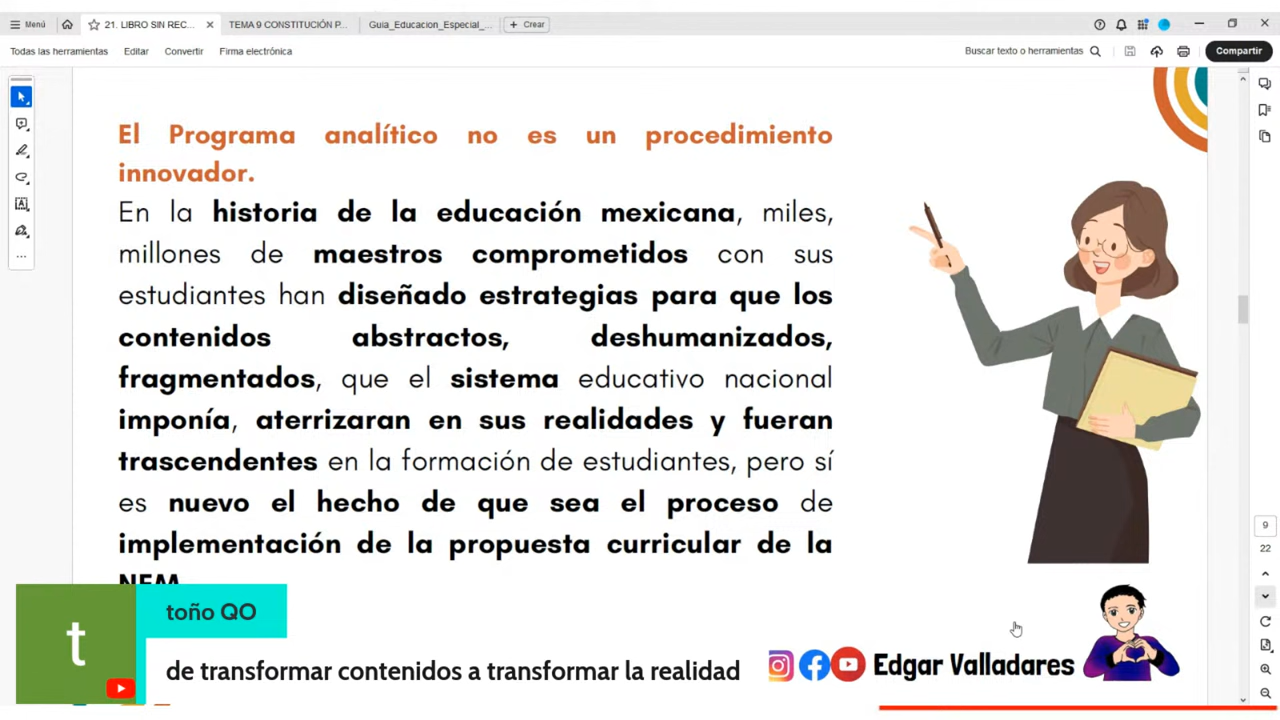 Menú
21. LIBRO SIN REC...
TEMA 9 CONSTITUCIÓN P...
Guia_Educacion_Especial_...
+ Crear
Todas las herramientas
Editar
Convertir
Firma electrónica
Buscar texto o herramientas
Compartir
El Programa analítico no es un procedimiento
innovador.
En la historia de la educación mexicana, miles,
millones de maestros comprometidos con sus
estudiantes han diseñado estrategias para que los
contenidos abstractos, deshumanizados,
fragmentados, que el sistema educativo nacional
imponía, aterrizaran en sus realidades y fueran
trascendentes en la formación de estudiantes, pero sí
es nuevo el hecho de que sea el proceso de
implementación de la propuesta curricular de la
NEM
9
22
t
toño QO
de transformar contenidos a transformar la realidad
Edgar Valladares